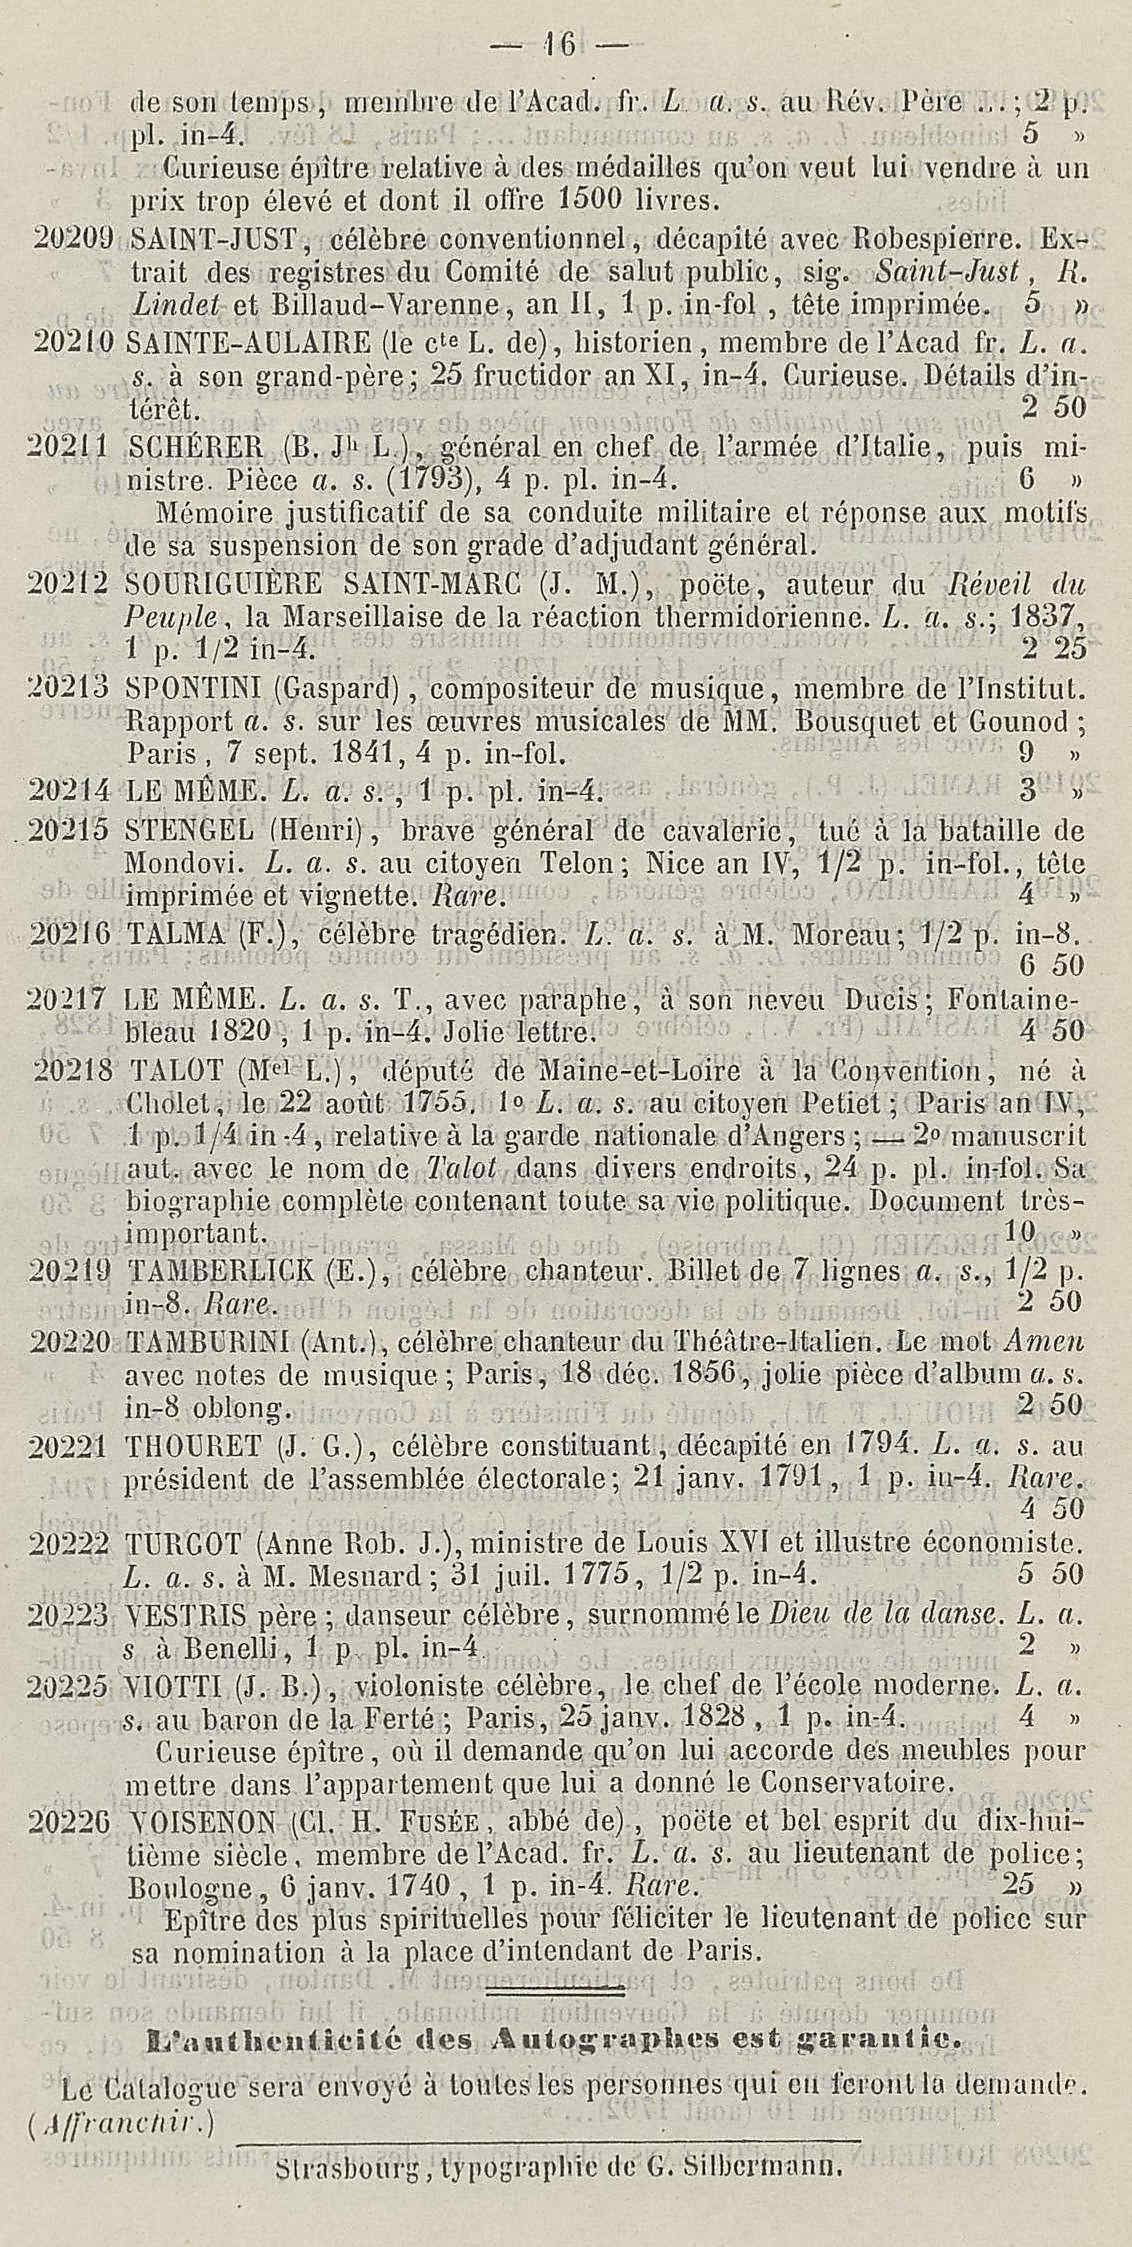 — 16 —
de son temps, membre de l'Acad. fr. L. a. s. au Rév. Père ...; 2 p.
pl. in-4. 5 »
Curieuse épître relative à des médailles qu'on veut lui vendre à un
prix trop élevé et dont il offre 1500 livres.
20209 SAINT-JUST, célèbre conventionnel, décapité avec Robespierre. Ex-
trait des registres du Comité de salut public, sig. Saint-Just, R.
Lindet et Billaud-Varenne, an II, 1 p. in-fol, tête imprimée. 5 »
20210 SAINTE-AULAIRE (le cte L. de), historien, membre de l'Acad fr. L. a.
s. à son grand-père; 25 fructidor an XI, in-4. Curieuse. Détails d'in-
térêt. 2 50
20211 SCHÉRER (B. Jh L.), général en chef de l'armée d'Italie, puis mi-
nistre. Pièce a. s. (1793), 4 p. pl. in-4. 6 »
Mémoire justificatif de sa conduite militaire et réponse aux motifs
de sa suspension de son grade d'adjudant général.
20212 SOURIGUIÈRE SAINT-MARC (J. M.), poëte, auteur du Réveil du
Peuple, la Marseillaise de la réaction thermidorienne. L. a. s.; 1837,
1 p. 1/2 in-4. 2 25
20213 SPONTINI (Gaspard), compositeur de musique, membre de l'Institut.
Rapport a. s. sur les œuvres musicales de MM. Bousquet et Gounod;
Paris, 7 sept. 1841, 4 p. in-fol. 9 »
20214 LE MÊME. L. a. s., 1 p. pl. in-4. 3 »
20215 STENGEL (Henri), brave général de cavalerie, tué à la bataille de
Mondovi. L. a. s. au citoyen Telon; Nice an IV, 1/2 p. in-fol., tête
imprimée et vignette. Rare. 4 »
20216 TALMA (F.), célèbre tragédien. L. a. s. à M. Moreau; 1/2 p. in-8.
6 50
20217 LE MÊME. L. a. s. T., avec paraphe, à son neveu Ducis; Fontaine-
bleau 1820, 1 p. in-4. Jolie lettre. 4 50
20218 TALOT (Mel L.), député de Maine-et-Loire à la Convention, né à
Cholet, le 22 août 1755. 1o L. a. s. au citoyen Petiet; Paris an IV,
1 p. 1/4 in-4, relative à la garde nationale d'Angers; — 2o manuscrit
aut. avec le nom de Talot dans divers endroits, 24 p. pl. in-fol. Sa
biographie complète contenant toute sa vie politique. Document très-
important. 10 »
20219 TAMBERLICK (E.), célèbre chanteur. Billet de 7 lignes a. s., 1/2 p.
in-8. Rare. 2 50
20220 TAMBURINI (Ant.), célèbre chanteur du Théâtre-Italien. Le mot Amen
avec notes de musique; Paris, 18 déc. 1856, jolie pièce d'album a. s.
in-8 oblong. 2 50
20221 THOURET (J. G.), célèbre constituant, décapité en 1794. L. a. s. au
président de l'assemblée électorale; 21 janv. 1791, 1 p. in-4. Rare.
4 50
20222 TURGOT (Anne Rob. J.), ministre de Louis XVI et illustre économiste.
L. a. s. à M. Mesnard; 31 juil. 1775, 1/2 p. in-4. 5 50
20223 VESTRIS père; danseur célèbre, surnommé le Dieu de la danse. L. a.
s à Benelli, 1 p. pl. in-4. 2 »
20225 VIOTTI (J. B.), violoniste célèbre, le chef de l'école moderne. L. a.
s. au baron de la Ferté; Paris, 25 janv. 1828, 1 p. in-4. 4 »
Curieuse épître, où il demande qu'on lui accorde des meubles pour
mettre dans l'appartement que lui a donné le Conservatoire.
20226 VOISENON (Cl. H. FUSÉE, abbé de), poëte et bel esprit du dix-hui-
tième siècle, membre de l'Acad. fr. L. a. s. au lieutenant de police;
Boulogne, 6 janv. 1740, 1 p. in-4. Rare. 25 »
Epître des plus spirituelles pour féliciter le lieutenant de police sur
sa nomination à la place d'intendant de Paris.
L'authenticité des Autographes est garantie.
Le Catalogue sera envoyé à toutes les personnes qui en feront la demande.
(Affranchir.)
Strasbourg, typographie de G. Silbermann.